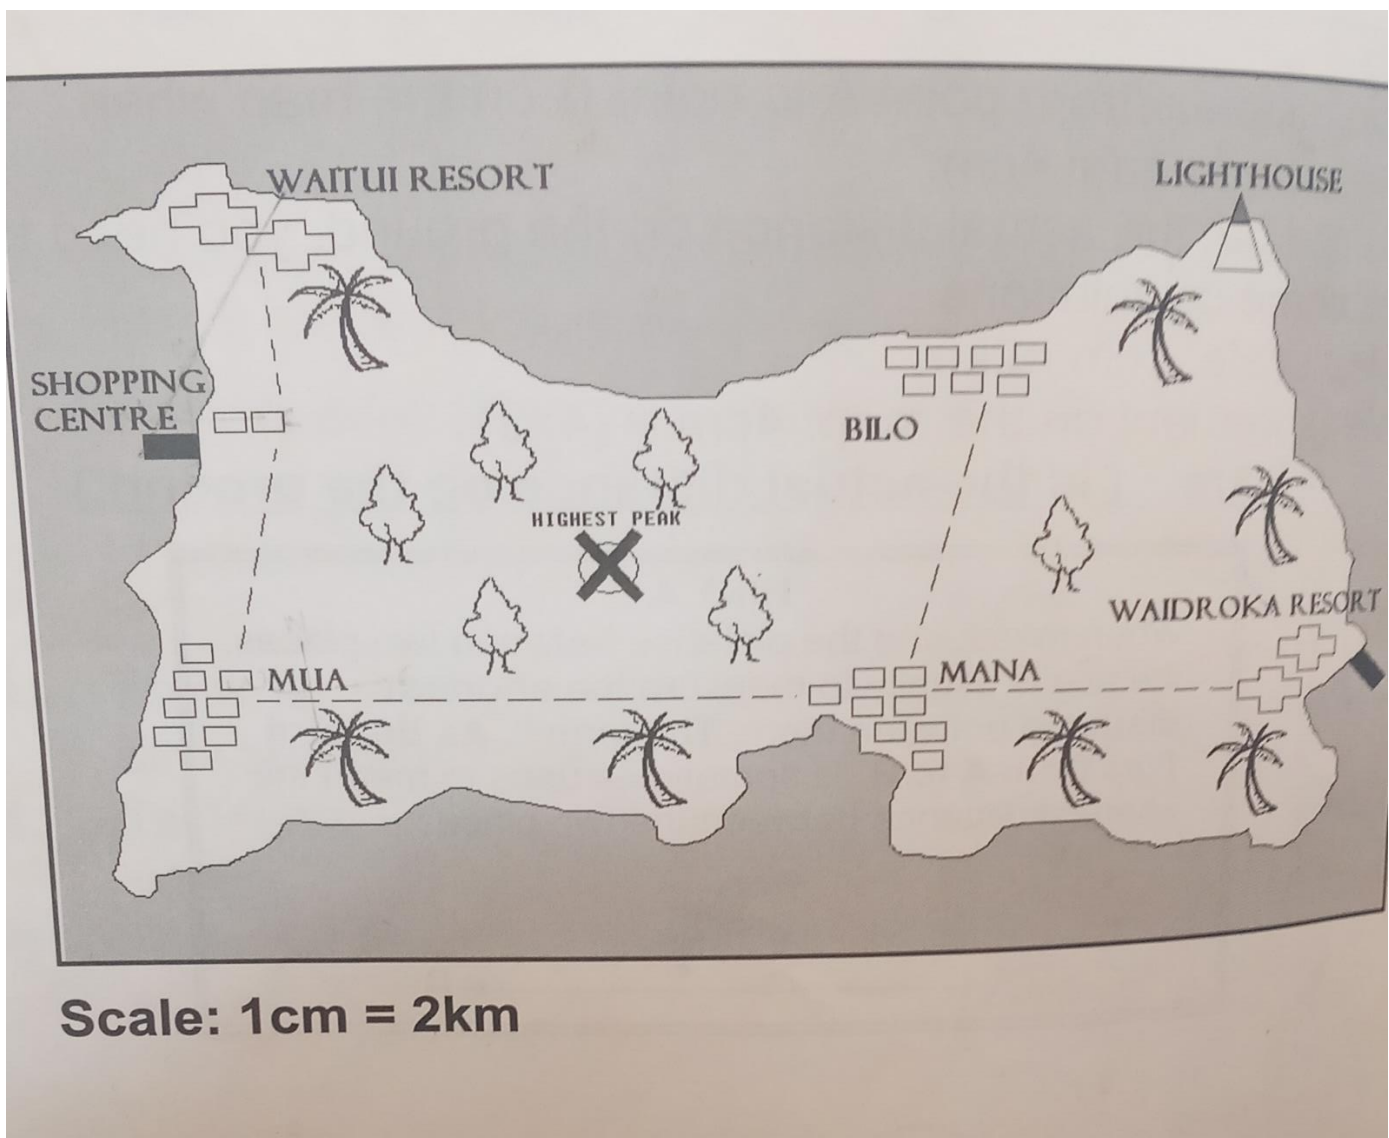 WAITUI RESORT
LIGHTHOUSE
SHOPPING
CENTRE
BILO
HIGHEST PEAK
WAIDROKA RESORT
MUA
MANA
Scale: 1cm = 2km